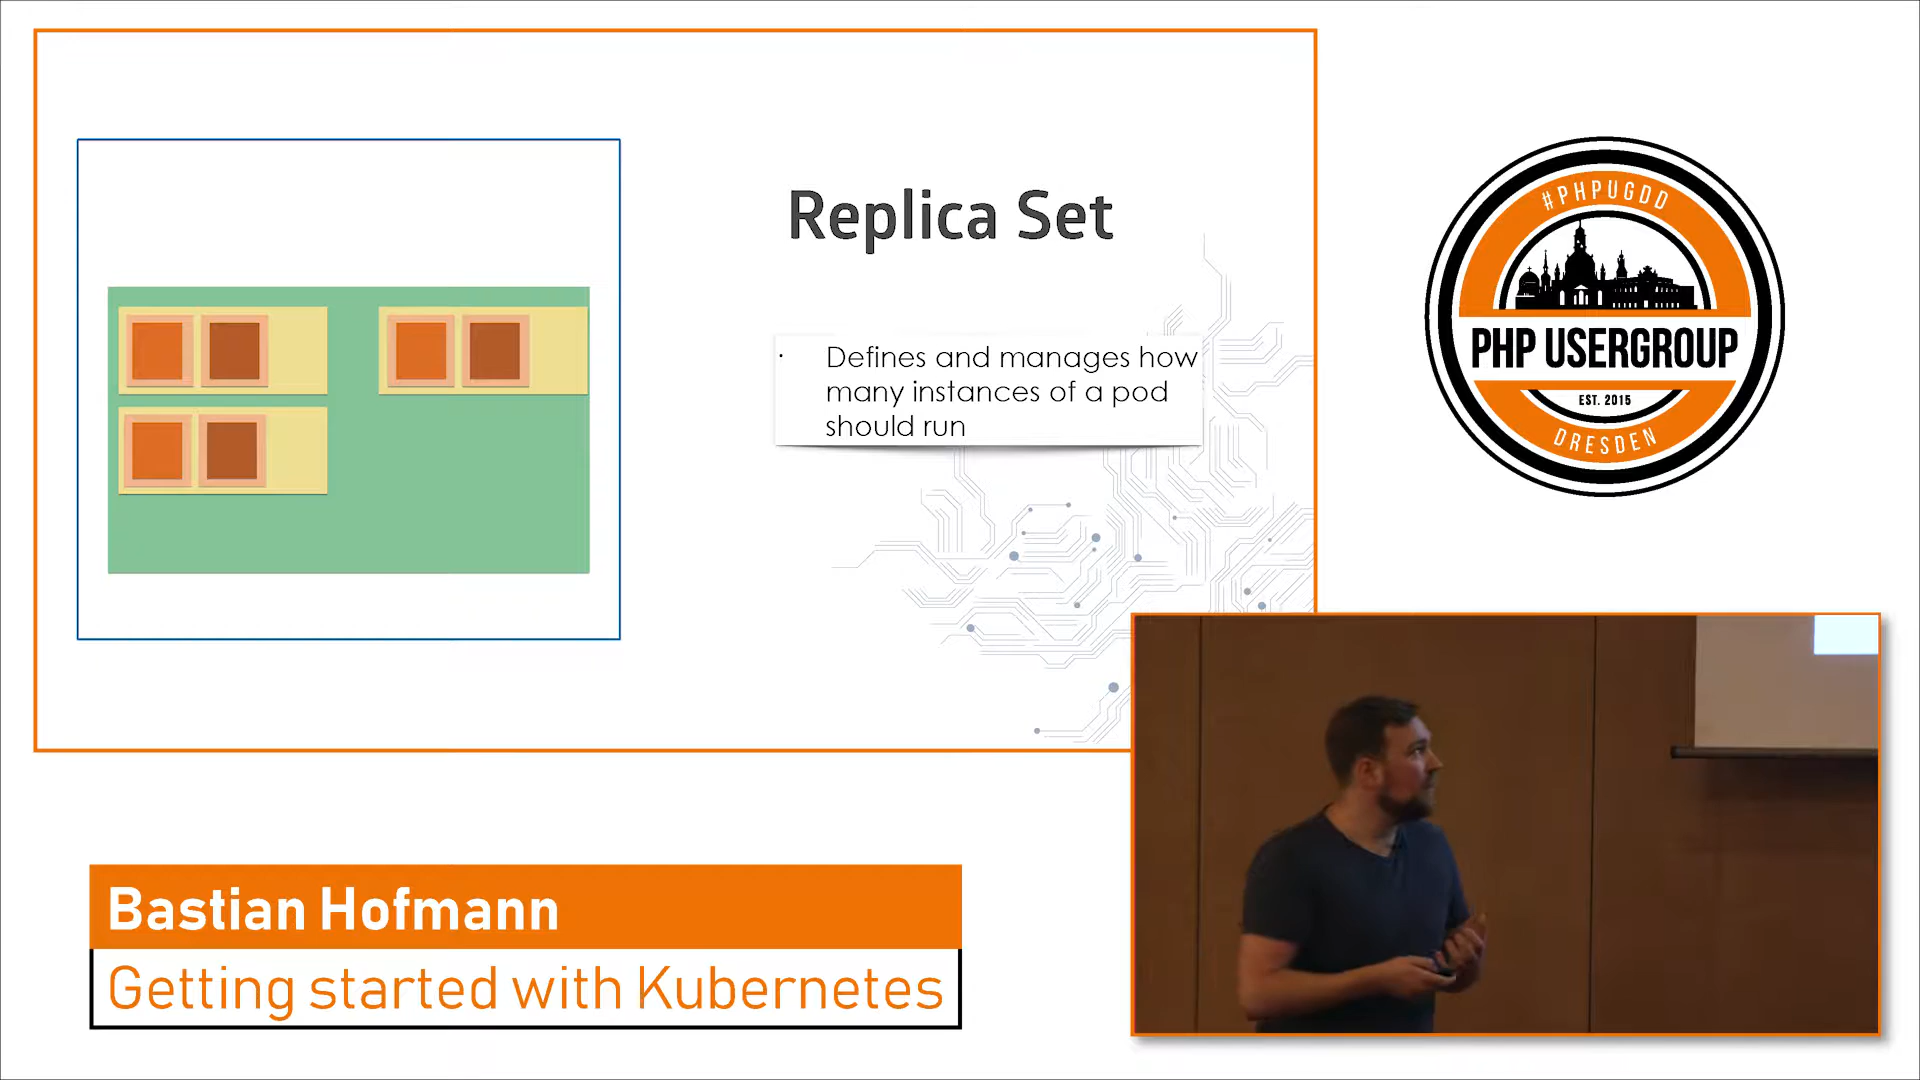 Replica Set
· Defines and manages how
many instances of a pod
should run
#PHPUGDD
PHP USERGROUP
EST. 2015
DRESDEN
Bastian Hofmann
Getting started with Kubernetes